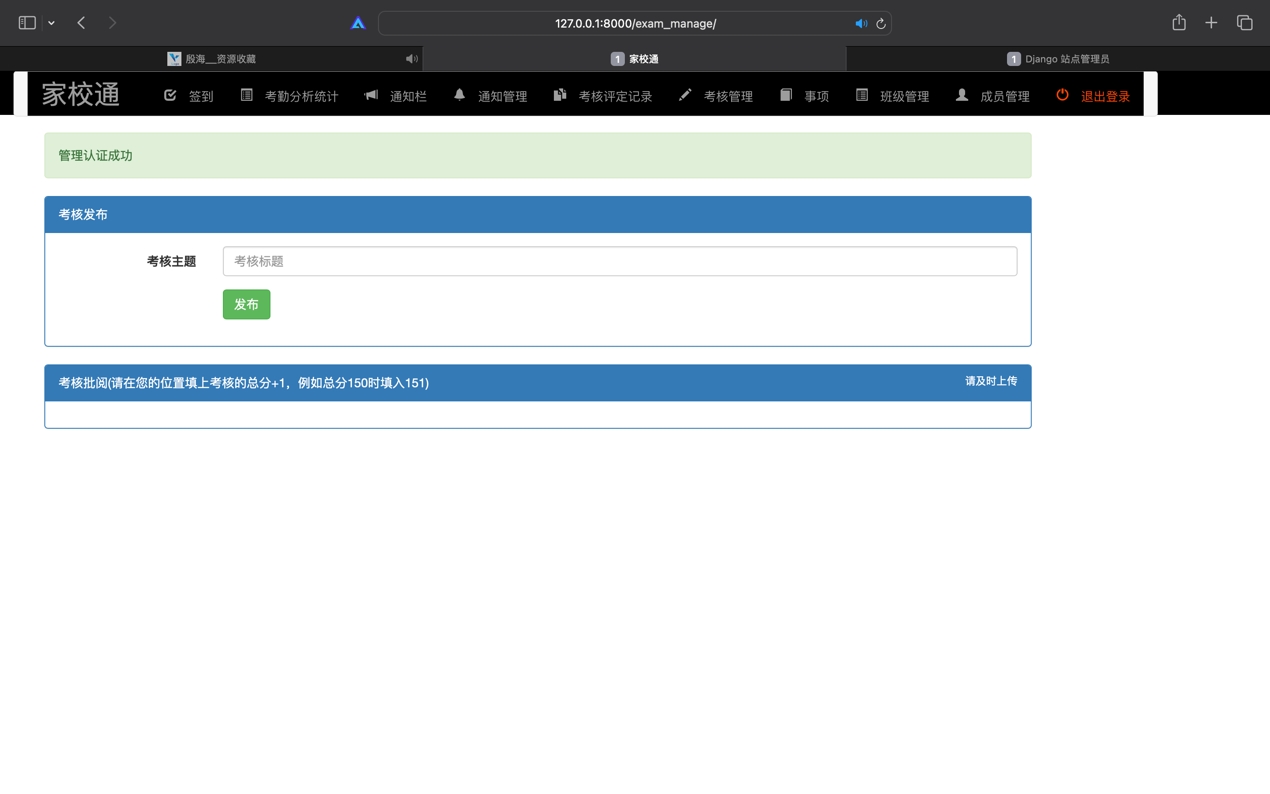 127.0.0.1:8000/exam_manage/
殷海__资源收藏
1 家校通
1 Django 站点管理员
家校通 签到 考勤分析统计 通知栏 通知管理 考核评定记录 考核管理 事项 班级管理 成员管理 退出登录
管理认证成功
考核发布
考核主题 考核标题
发布
考核批阅(请在您的位置填上考核的总分+1，例如总分150时填入151) 请及时上传